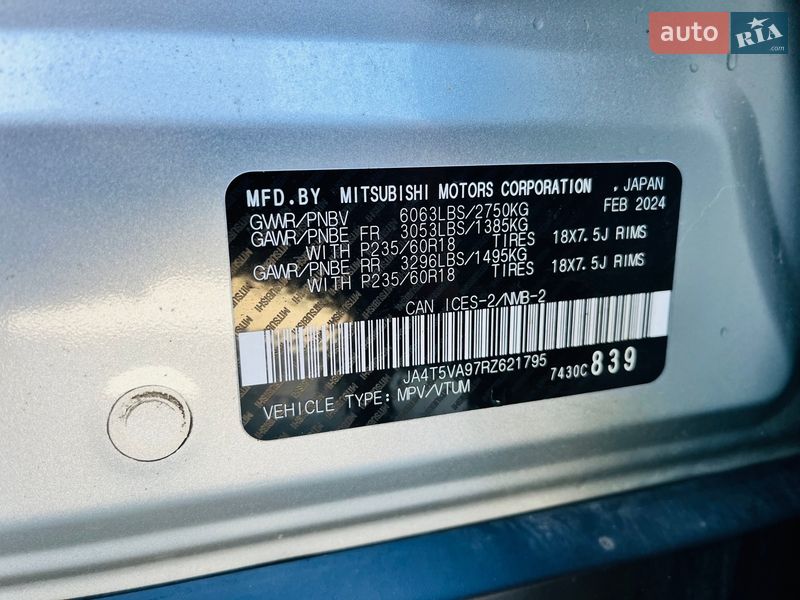 auto RIA
.com
MFD.BY MITSUBISHI MOTORS CORPORATION , JAPAN
GVWR/PNBV 6063LBS/2750KG FEB 2024
GAWR/PNBE FR 3053LBS/1385KG
WITH P235/60R18 TIRES 18X7.5J RIMS
GAWR/PNBE RR 3296LBS/1495KG
WITH P235/60R18 TIRES 18X7.5J RIMS
CAN ICES-2/NMB-2
JA4T5VA97RZ621795 7430C 839
VEHICLE TYPE: MPV/VTUM